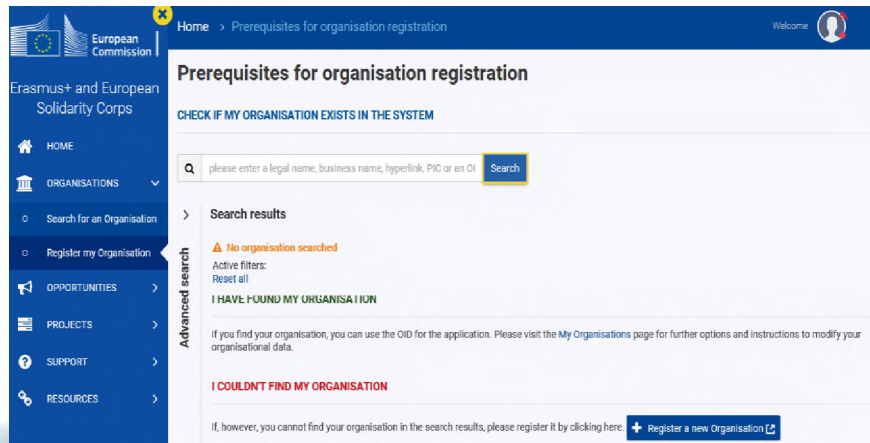 European
Commission
Erasmus+ and European
Solidarity Corps
HOME
ORGANISATIONS
Search for an Organisation
Register my Organisation
OPPORTUNITIES
PROJECTS
SUPPORT
RESOURCES
Home > Prerequisites for organisation registration
Welcome
Prerequisites for organisation registration
CHECK IF MY ORGANISATION EXISTS IN THE SYSTEM
please enter a legal name, business name, hyperlink, PIC or an OI
Search
Advanced search
Search results
No organisation searched
Active filters:
Reset all
I HAVE FOUND MY ORGANISATION
If you find your organisation, you can use the OID for the application. Please visit the My Organisations page for further options and instructions to modify your
organisational data.
I COULDN'T FIND MY ORGANISATION
If, however, you cannot find your organisation in the search results, please register it by clicking here. + Register a new Organisation